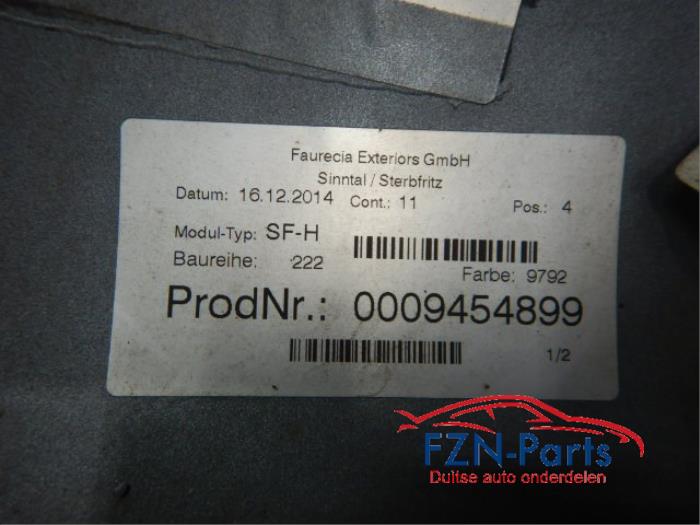 Faurecia Exteriors GmbH
Sinntal / Sterbfritz
Datum: 16.12.2014 Cont.: 11 Pos.: 4
Modul-Typ: SF-H
Baureihe: 222 Farbe: 9792
ProdNr.: 0009454899
1/2
FZN-Parts
Duitse auto onderdelen